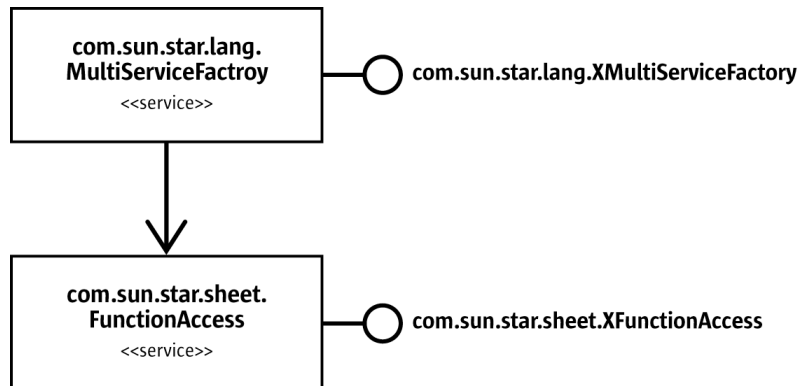 com.sun.star.lang.
MultiServiceFactroy
<<service>>
com.sun.star.lang.XMultiServiceFactory
com.sun.star.sheet.
FunctionAccess
<<service>>
com.sun.star.sheet.XFunctionAccess